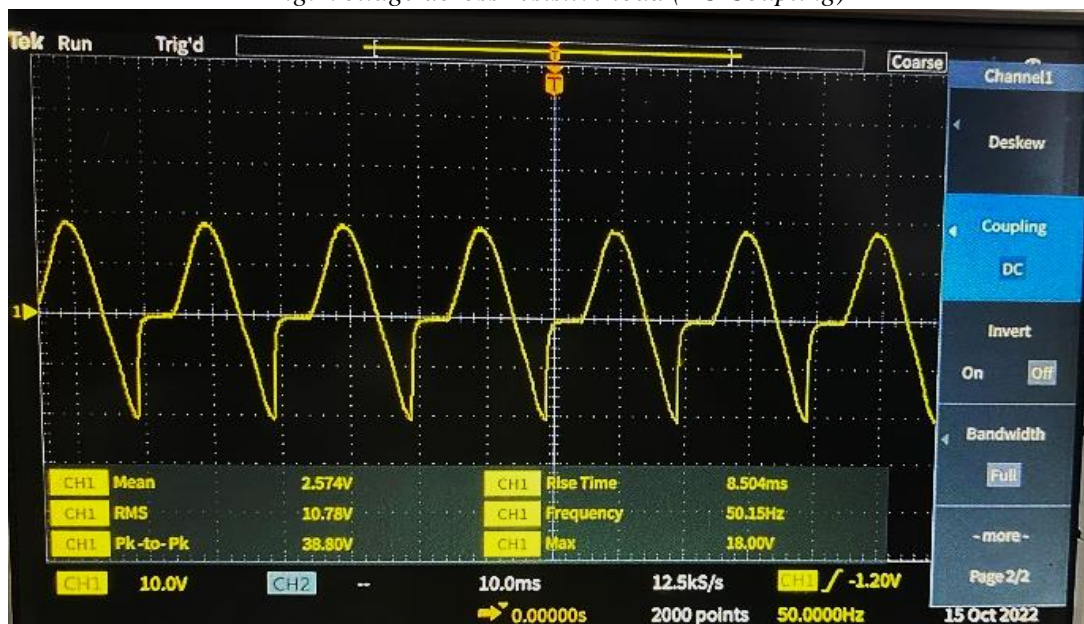 Tek Run Trig'd
T
T
Coarse
Channel1
Deskew
Coupling
DC
Invert
On Off
Bandwidth
Full
-more-
Page 2/2
1
CH1 Mean 2.574V CH1 Rise Time 8.504ms
CH1 RMS 10.78V CH1 Frequency 50.15Hz
CH1 Pk-to-Pk 38.80V CH1 Max 18.00V
CH1 10.0V CH2 -- 10.0ms 12.5kS/s CH1 -1.20V
0.00000s 2000 points 50.0000Hz 15 Oct 2022